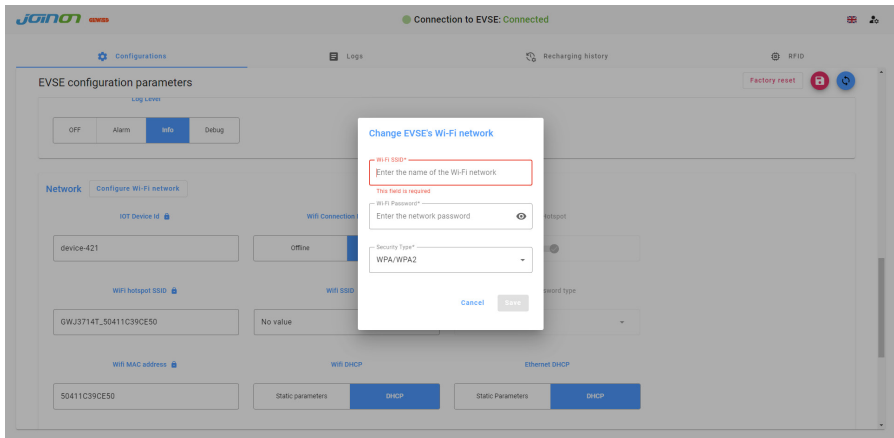 JOINON GEWISS
Connection to EVSE: Connected
Configurations
Logs
Recharging history
RFID
EVSE configuration parameters
Factory reset
Log Level
OFF Alarm Info Debug
Change EVSE's Wi-Fi network
Wi-Fi SSID*
Enter the name of the Wi-Fi network
This field is required
Wi-Fi Password*
Enter the network password
Security Type*
WPA/WPA2
Cancel Save
Network Configure Wi-Fi network
IOT Device Id
Wifi Connection
Hotspot
device-421
Offline
WiFi hotspot SSID
Wifi SSID
GWJ3714T_50411C39CE50
No value
Wifi MAC address
Wifi DHCP
Ethernet DHCP
50411C39CE50
Static parameters DHCP
Static Parameters DHCP